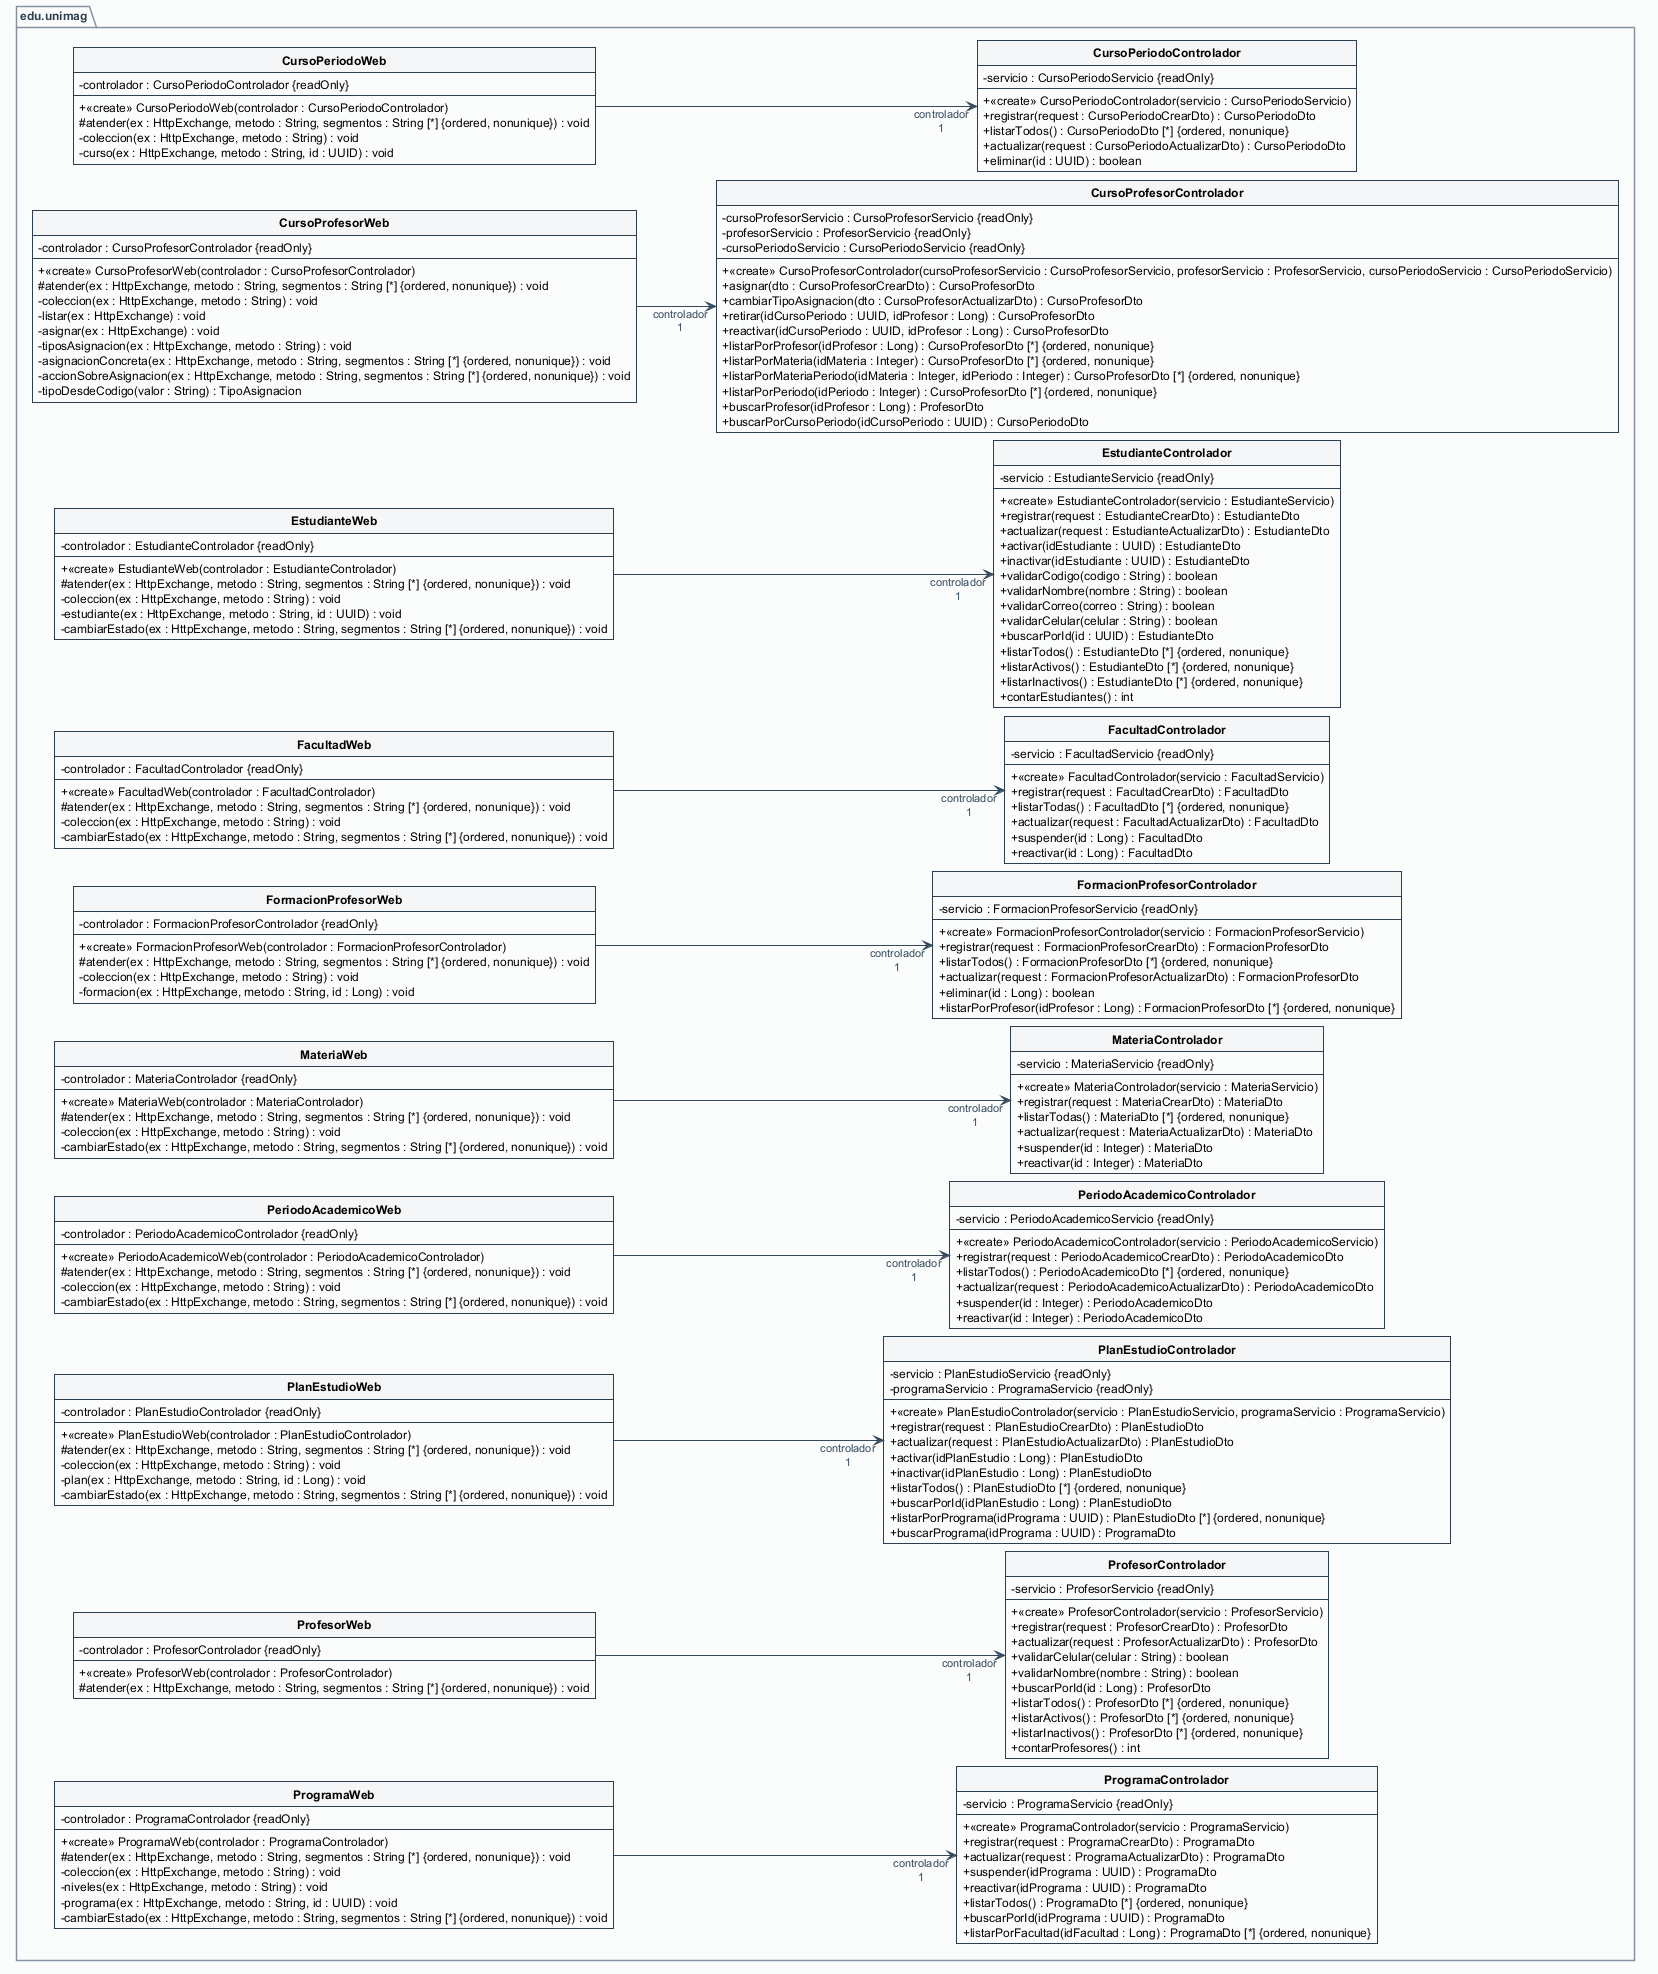 edu.unimag
CursoPeriodoWeb
-controlador : CursoPeriodoControlador {readOnly}
+«create» CursoPeriodoWeb(controlador : CursoPeriodoControlador)
#atender(ex : HttpExchange, metodo : String, segmentos : String [*] {ordered, nonunique}) : void
-coleccion(ex : HttpExchange, metodo : String) : void
-curso(ex : HttpExchange, metodo : String, id : UUID) : void
controlador
1
CursoPeriodoControlador
-servicio : CursoPeriodoServicio {readOnly}
+«create» CursoPeriodoControlador(servicio : CursoPeriodoServicio)
+registrar(request : CursoPeriodoCrearDto) : CursoPeriodoDto
+listarTodos() : CursoPeriodoDto [*] {ordered, nonunique}
+actualizar(request : CursoPeriodoActualizarDto) : CursoPeriodoDto
+eliminar(id : UUID) : boolean
CursoProfesorWeb
-controlador : CursoProfesorControlador {readOnly}
+«create» CursoProfesorWeb(controlador : CursoProfesorControlador)
#atender(ex : HttpExchange, metodo : String, segmentos : String [*] {ordered, nonunique}) : void
-coleccion(ex : HttpExchange, metodo : String) : void
-listar(ex : HttpExchange) : void
-asignar(ex : HttpExchange) : void
-tiposAsignacion(ex : HttpExchange, metodo : String) : void
-asignacionConcreta(ex : HttpExchange, metodo : String, segmentos : String [*] {ordered, nonunique}) : void
-accionSobreAsignacion(ex : HttpExchange, metodo : String, segmentos : String [*] {ordered, nonunique}) : void
-tipoDesdeCodigo(valor : String) : TipoAsignacion
controlador
1
CursoProfesorControlador
-cursoProfesorServicio : CursoProfesorServicio {readOnly}
-profesorServicio : ProfesorServicio {readOnly}
-cursoPeriodoServicio : CursoPeriodoServicio {readOnly}
+«create» CursoProfesorControlador(cursoProfesorServicio : CursoProfesorServicio, profesorServicio : ProfesorServicio, cursoPeriodoServicio : CursoPeriodoServicio)
+asignar(dto : CursoProfesorCrearDto) : CursoProfesorDto
+cambiarTipoAsignacion(dto : CursoProfesorActualizarDto) : CursoProfesorDto
+retirar(idCursoPeriodo : UUID, idProfesor : Long) : CursoProfesorDto
+reactivar(idCursoPeriodo : UUID, idProfesor : Long) : CursoProfesorDto
+listarPorProfesor(idProfesor : Long) : CursoProfesorDto [*] {ordered, nonunique}
+listarPorMateria(idMateria : Integer) : CursoProfesorDto [*] {ordered, nonunique}
+listarPorMateriaPeriodo(idMateria : Integer, idPeriodo : Integer) : CursoProfesorDto [*] {ordered, nonunique}
+listarPorPeriodo(idPeriodo : Integer) : CursoProfesorDto [*] {ordered, nonunique}
+buscarProfesor(idProfesor : Long) : ProfesorDto
+buscarPorCursoPeriodo(idCursoPeriodo : UUID) : CursoPeriodoDto
EstudianteWeb
-controlador : EstudianteControlador {readOnly}
+«create» EstudianteWeb(controlador : EstudianteControlador)
#atender(ex : HttpExchange, metodo : String, segmentos : String [*] {ordered, nonunique}) : void
-coleccion(ex : HttpExchange, metodo : String) : void
-estudiante(ex : HttpExchange, metodo : String, id : UUID) : void
-cambiarEstado(ex : HttpExchange, metodo : String, segmentos : String [*] {ordered, nonunique}) : void
controlador
1
EstudianteControlador
-servicio : EstudianteServicio {readOnly}
+«create» EstudianteControlador(servicio : EstudianteServicio)
+registrar(request : EstudianteCrearDto) : EstudianteDto
+actualizar(request : EstudianteActualizarDto) : EstudianteDto
+activar(idEstudiante : UUID) : EstudianteDto
+inactivar(idEstudiante : UUID) : EstudianteDto
+validarCodigo(codigo : String) : boolean
+validarNombre(nombre : String) : boolean
+validarCorreo(correo : String) : boolean
+validarCelular(celular : String) : boolean
+buscarPorId(id : UUID) : EstudianteDto
+listarTodos() : EstudianteDto [*] {ordered, nonunique}
+listarActivos() : EstudianteDto [*] {ordered, nonunique}
+listarInactivos() : EstudianteDto [*] {ordered, nonunique}
+contarEstudiantes() : int
FacultadWeb
-controlador : FacultadControlador {readOnly}
+«create» FacultadWeb(controlador : FacultadControlador)
#atender(ex : HttpExchange, metodo : String, segmentos : String [*] {ordered, nonunique}) : void
-coleccion(ex : HttpExchange, metodo : String) : void
-cambiarEstado(ex : HttpExchange, metodo : String, segmentos : String [*] {ordered, nonunique}) : void
controlador
1
FacultadControlador
-servicio : FacultadServicio {readOnly}
+«create» FacultadControlador(servicio : FacultadServicio)
+registrar(request : FacultadCrearDto) : FacultadDto
+listarTodas() : FacultadDto [*] {ordered, nonunique}
+actualizar(request : FacultadActualizarDto) : FacultadDto
+suspender(id : Long) : FacultadDto
+reactivar(id : Long) : FacultadDto
FormacionProfesorWeb
-controlador : FormacionProfesorControlador {readOnly}
+«create» FormacionProfesorWeb(controlador : FormacionProfesorControlador)
#atender(ex : HttpExchange, metodo : String, segmentos : String [*] {ordered, nonunique}) : void
-coleccion(ex : HttpExchange, metodo : String) : void
-formacion(ex : HttpExchange, metodo : String, id : Long) : void
controlador
1
FormacionProfesorControlador
-servicio : FormacionProfesorServicio {readOnly}
+«create» FormacionProfesorControlador(servicio : FormacionProfesorServicio)
+registrar(request : FormacionProfesorCrearDto) : FormacionProfesorDto
+listarTodos() : FormacionProfesorDto [*] {ordered, nonunique}
+actualizar(request : FormacionProfesorActualizarDto) : FormacionProfesorDto
+eliminar(id : Long) : boolean
+listarPorProfesor(idProfesor : Long) : FormacionProfesorDto [*] {ordered, nonunique}
MateriaWeb
-controlador : MateriaControlador {readOnly}
+«create» MateriaWeb(controlador : MateriaControlador)
#atender(ex : HttpExchange, metodo : String, segmentos : String [*] {ordered, nonunique}) : void
-coleccion(ex : HttpExchange, metodo : String) : void
-cambiarEstado(ex : HttpExchange, metodo : String, segmentos : String [*] {ordered, nonunique}) : void
controlador
1
MateriaControlador
-servicio : MateriaServicio {readOnly}
+«create» MateriaControlador(servicio : MateriaServicio)
+registrar(request : MateriaCrearDto) : MateriaDto
+listarTodas() : MateriaDto [*] {ordered, nonunique}
+actualizar(request : MateriaActualizarDto) : MateriaDto
+suspender(id : Integer) : MateriaDto
+reactivar(id : Integer) : MateriaDto
PeriodoAcademicoWeb
-controlador : PeriodoAcademicoControlador {readOnly}
+«create» PeriodoAcademicoWeb(controlador : PeriodoAcademicoControlador)
#atender(ex : HttpExchange, metodo : String, segmentos : String [*] {ordered, nonunique}) : void
-coleccion(ex : HttpExchange, metodo : String) : void
-cambiarEstado(ex : HttpExchange, metodo : String, segmentos : String [*] {ordered, nonunique}) : void
controlador
1
PeriodoAcademicoControlador
-servicio : PeriodoAcademicoServicio {readOnly}
+«create» PeriodoAcademicoControlador(servicio : PeriodoAcademicoServicio)
+registrar(request : PeriodoAcademicoCrearDto) : PeriodoAcademicoDto
+listarTodos() : PeriodoAcademicoDto [*] {ordered, nonunique}
+actualizar(request : PeriodoAcademicoActualizarDto) : PeriodoAcademicoDto
+suspender(id : Integer) : PeriodoAcademicoDto
+reactivar(id : Integer) : PeriodoAcademicoDto
PlanEstudioWeb
-controlador : PlanEstudioControlador {readOnly}
+«create» PlanEstudioWeb(controlador : PlanEstudioControlador)
#atender(ex : HttpExchange, metodo : String, segmentos : String [*] {ordered, nonunique}) : void
-coleccion(ex : HttpExchange, metodo : String) : void
-plan(ex : HttpExchange, metodo : String, id : Long) : void
-cambiarEstado(ex : HttpExchange, metodo : String, segmentos : String [*] {ordered, nonunique}) : void
controlador
1
PlanEstudioControlador
-servicio : PlanEstudioServicio {readOnly}
-programaServicio : ProgramaServicio {readOnly}
+«create» PlanEstudioControlador(servicio : PlanEstudioServicio, programaServicio : ProgramaServicio)
+registrar(request : PlanEstudioCrearDto) : PlanEstudioDto
+actualizar(request : PlanEstudioActualizarDto) : PlanEstudioDto
+activar(idPlanEstudio : Long) : PlanEstudioDto
+inactivar(idPlanEstudio : Long) : PlanEstudioDto
+listarTodos() : PlanEstudioDto [*] {ordered, nonunique}
+buscarPorId(idPlanEstudio : Long) : PlanEstudioDto
+listarPorPrograma(idPrograma : UUID) : PlanEstudioDto [*] {ordered, nonunique}
+buscarPrograma(idPrograma : UUID) : ProgramaDto
ProfesorWeb
-controlador : ProfesorControlador {readOnly}
+«create» ProfesorWeb(controlador : ProfesorControlador)
#atender(ex : HttpExchange, metodo : String, segmentos : String [*] {ordered, nonunique}) : void
controlador
1
ProfesorControlador
-servicio : ProfesorServicio {readOnly}
+«create» ProfesorControlador(servicio : ProfesorServicio)
+registrar(request : ProfesorCrearDto) : ProfesorDto
+actualizar(request : ProfesorActualizarDto) : ProfesorDto
+validarCelular(celular : String) : boolean
+validarNombre(nombre : String) : boolean
+buscarPorId(id : Long) : ProfesorDto
+listarTodos() : ProfesorDto [*] {ordered, nonunique}
+listarActivos() : ProfesorDto [*] {ordered, nonunique}
+listarInactivos() : ProfesorDto [*] {ordered, nonunique}
+contarProfesores() : int
ProgramaWeb
-controlador : ProgramaControlador {readOnly}
+«create» ProgramaWeb(controlador : ProgramaControlador)
#atender(ex : HttpExchange, metodo : String, segmentos : String [*] {ordered, nonunique}) : void
-coleccion(ex : HttpExchange, metodo : String) : void
-niveles(ex : HttpExchange, metodo : String) : void
-programa(ex : HttpExchange, metodo : String, id : UUID) : void
-cambiarEstado(ex : HttpExchange, metodo : String, segmentos : String [*] {ordered, nonunique}) : void
controlador
1
ProgramaControlador
-servicio : ProgramaServicio {readOnly}
+«create» ProgramaControlador(servicio : ProgramaServicio)
+registrar(request : ProgramaCrearDto) : ProgramaDto
+actualizar(request : ProgramaActualizarDto) : ProgramaDto
+suspender(idPrograma : UUID) : ProgramaDto
+reactivar(idPrograma : UUID) : ProgramaDto
+listarTodos() : ProgramaDto [*] {ordered, nonunique}
+buscarPorId(idPrograma : UUID) : ProgramaDto
+listarPorFacultad(idFacultad : Long) : ProgramaDto [*] {ordered, nonunique}